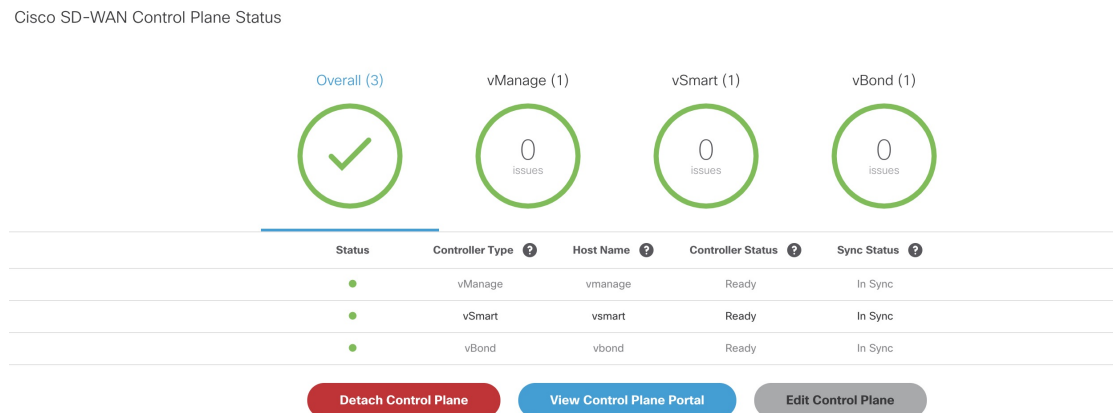 Cisco SD-WAN Control Plane Status
Overall (3) vManage (1) vSmart (1) vBond (1)
0 0 0
issues issues issues
Status Controller Type ? Host Name ? Controller Status ? Sync Status ?
vManage vmanage Ready In Sync
vSmart vsmart Ready In Sync
vBond vbond Ready In Sync
Detach Control Plane View Control Plane Portal Edit Control Plane